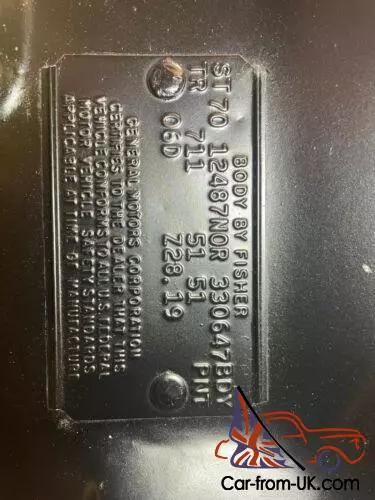 BODY BY FISHER
ST 70 12487NOR 330647BDY
TR 711 51 51 PNT
06D Z28.19
GENERAL MOTORS CORPORATION
CERTIFIES TO THE DEALER THAT THIS
VEHICLE CONFORMS TO ALL U.S. FEDERAL
MOTOR VEHICLE SAFETY STANDARDS
APPLICABLE AT TIME OF MANUFACTURE
Car-from-UK.com